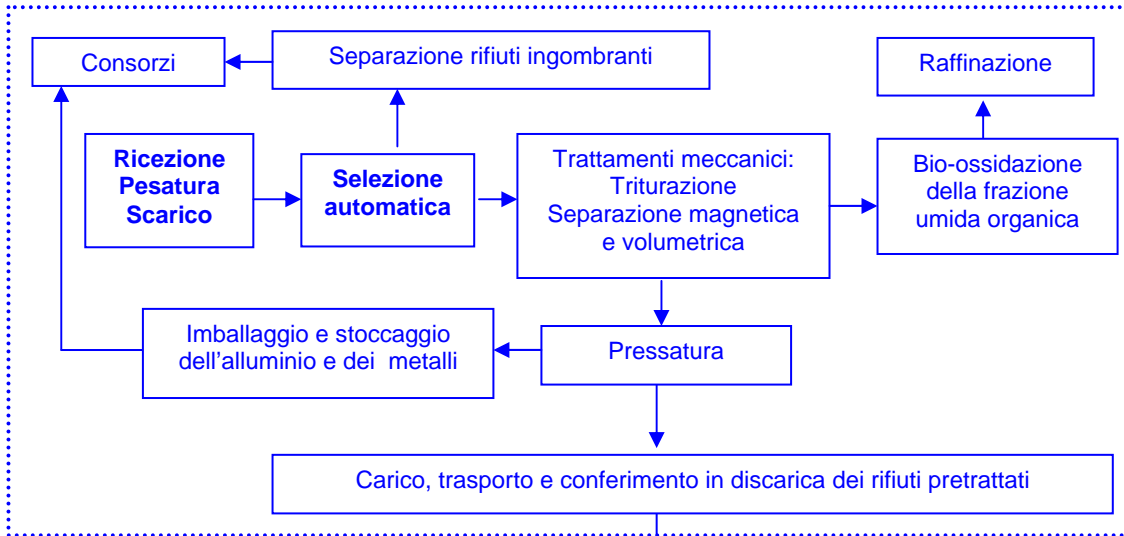 Consorzi
Separazione rifiuti ingombranti
Raffinazione
Ricezione
Pesatura
Scarico
Selezione
automatica
Trattamenti meccanici:
Triturazione
Separazione magnetica
e volumetrica
Bio-ossidazione
della frazione
umida organica
Imballaggio e stoccaggio
dell’alluminio e dei metalli
Pressatura
Carico, trasporto e conferimento in discarica dei rifiuti pretrattati